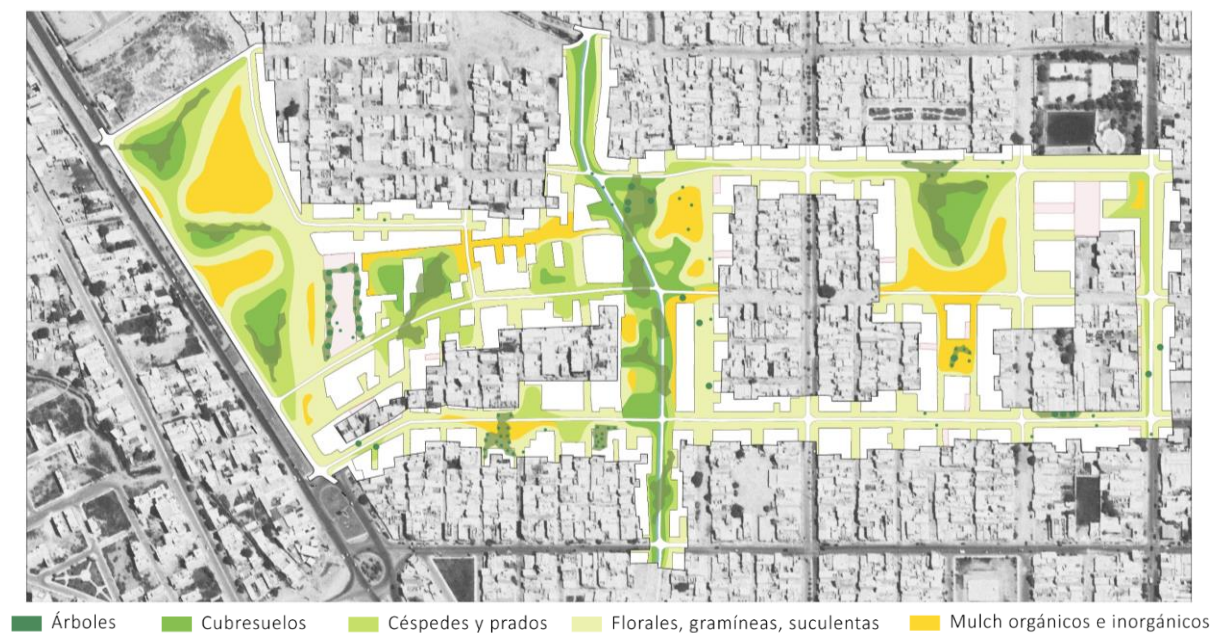 Árboles
Cubresuelos
Céspedes y prados
Florales, gramíneas, suculentas
Mulch orgánicos e inorgánicos